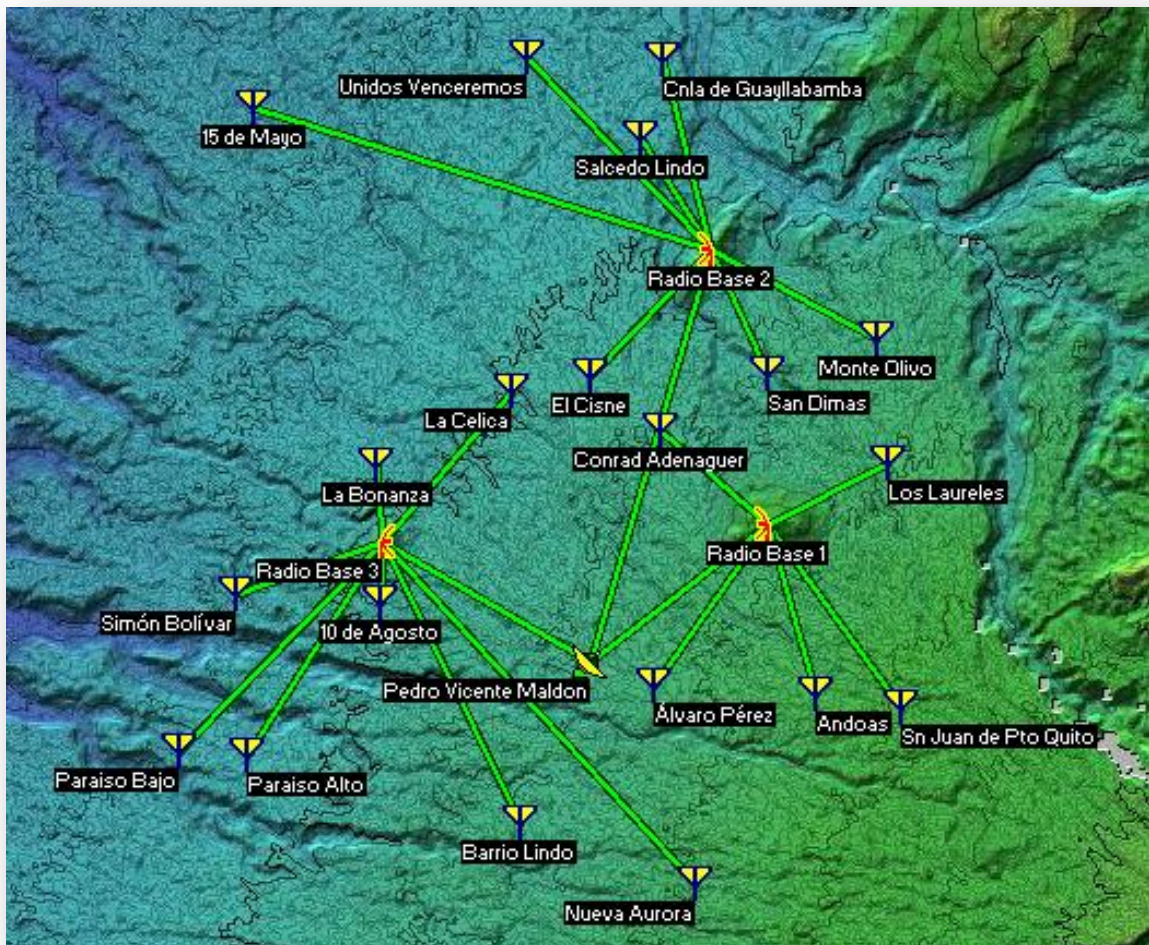 Unidos Venceremos
Cnla de Guayllabamba
15 de Mayo
Salcedo Lindo
Radio Base 2
Monte Olivo
El Cisne
San Dimas
La Celica
Conrad Adenaguer
La Bonanza
Los Laureles
Radio Base 1
Radio Base 3
Simón Bolívar
10 de Agosto
Pedro Vicente Maldon
Álvaro Pérez
Andoas
Sn Juan de Pto Quito
Paraiso Bajo
Paraiso Alto
Barrio Lindo
Nueva Aurora